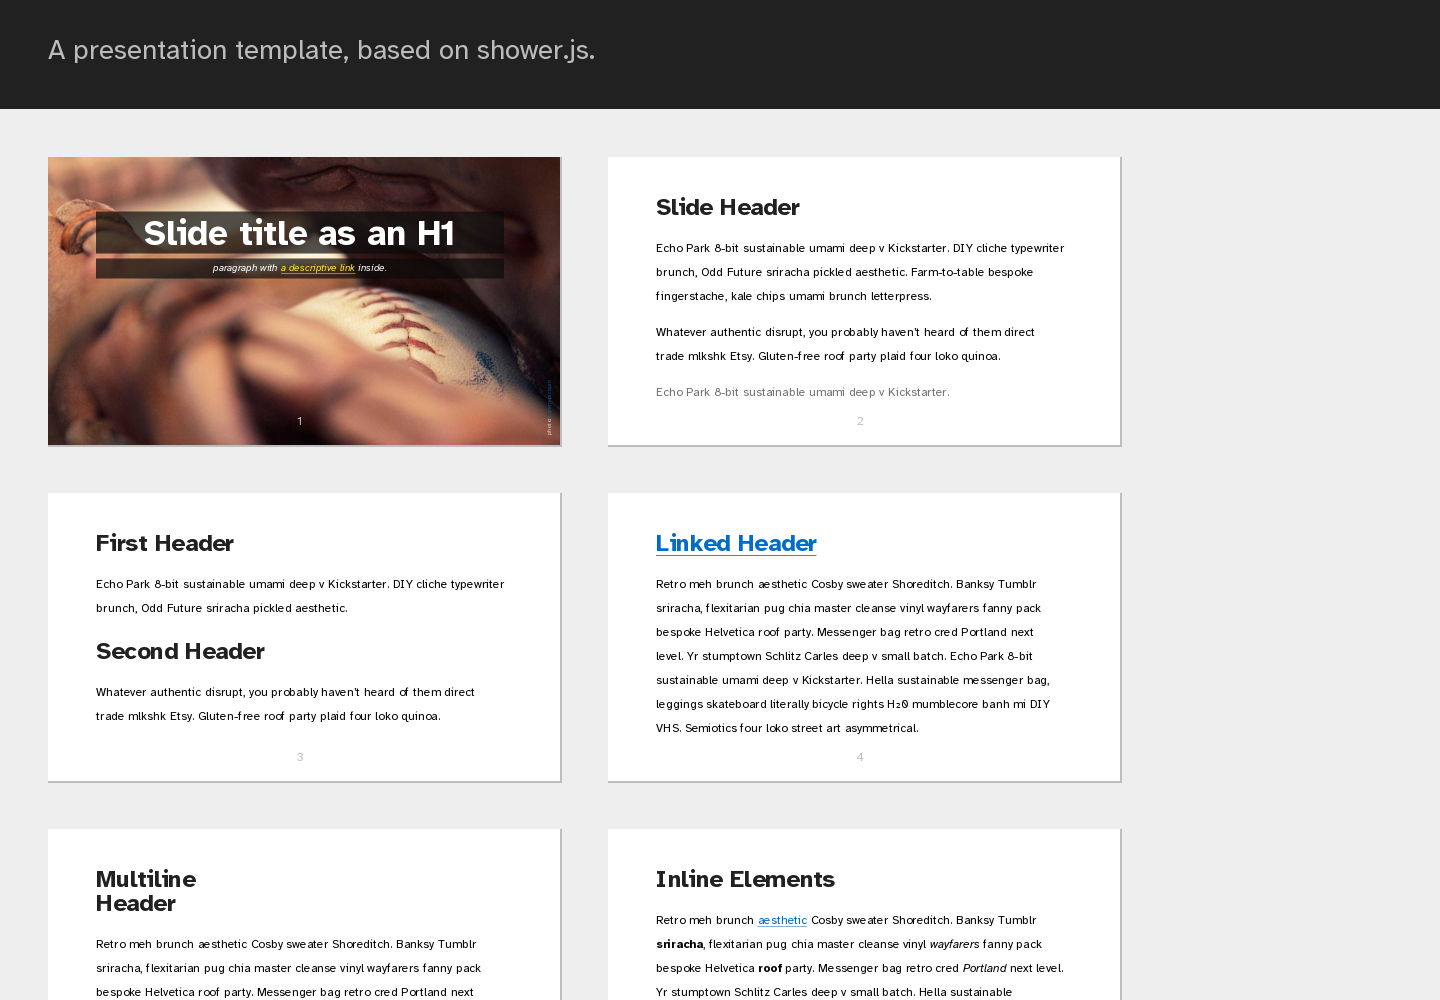 A presentation template, based on shower.js.
Slide title as an H1
paragraph with a descriptive link inside.
photo
1
Slide Header
Echo Park 8-bit sustainable umami deep v Kickstarter. DIY cliche typewriter
brunch, Odd Future sriracha pickled aesthetic. Farm-to-table bespoke
fingerstache, kale chips umami brunch letterpress.
Whatever authentic disrupt, you probably haven't heard of them direct
trade mlkshk Etsy. Gluten-free roof party plaid four loko quinoa.
Echo Park 8-bit sustainable umami deep v Kickstarter.
2
First Header
Echo Park 8-bit sustainable umami deep v Kickstarter. DIY cliche typewriter
brunch, Odd Future sriracha pickled aesthetic.
Second Header
Whatever authentic disrupt, you probably haven't heard of them direct
trade mlkshk Etsy. Gluten-free roof party plaid four loko quinoa.
3
Linked Header
Retro meh brunch aesthetic Cosby sweater Shoreditch. Banksy Tumblr
sriracha, flexitarian pug chia master cleanse vinyl wayfarers fanny pack
bespoke Helvetica roof party. Messenger bag retro cred Portland next
level. Yr stumptown Schlitz Carles deep v small batch. Echo Park 8-bit
sustainable umami deep v Kickstarter. Hella sustainable messenger bag,
leggings skateboard literally bicycle rights H₂0 mumblecore banh mi DIY
VHS. Semiotics four loko street art asymmetrical.
4
Multiline
Header
Retro meh brunch aesthetic Cosby sweater Shoreditch. Banksy Tumblr
sriracha, flexitarian pug chia master cleanse vinyl wayfarers fanny pack
bespoke Helvetica roof party. Messenger bag retro cred Portland next
Inline Elements
Retro meh brunch aesthetic Cosby sweater Shoreditch. Banksy Tumblr
sriracha, flexitarian pug chia master cleanse vinyl wayfarers fanny pack
bespoke Helvetica roof party. Messenger bag retro cred Portland next level.
Yr stumptown Schlitz Carles deep v small batch. Hella sustainable